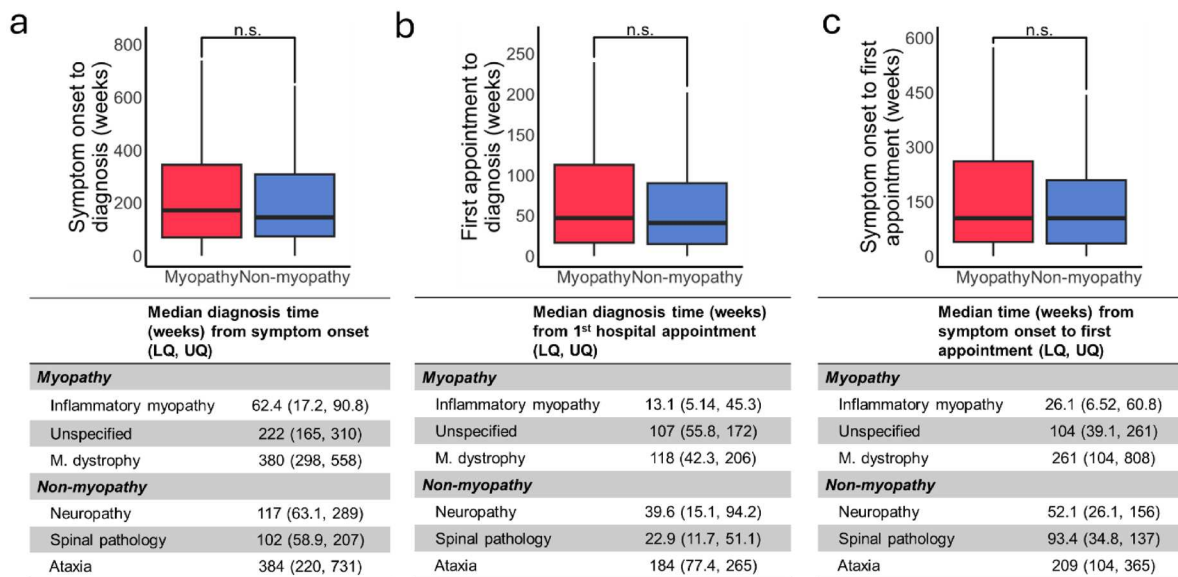 a
n.s.
Symptom onset to
diagnosis (weeks)
800
600
400
200
0
Myopathy Non-myopathy
Median diagnosis time
(weeks) from symptom onset
(LQ, UQ)
Myopathy
Inflammatory myopathy 62.4 (17.2, 90.8)
Unspecified 222 (165, 310)
M. dystrophy 380 (298, 558)
Non-myopathy
Neuropathy 117 (63.1, 289)
Spinal pathology 102 (58.9, 207)
Ataxia 384 (220, 731)
b
n.s.
First appointment to
diagnosis (weeks)
250
200
150
100
50
0
Myopathy Non-myopathy
Median diagnosis time (weeks)
from 1st hospital appointment
(LQ, UQ)
Myopathy
Inflammatory myopathy 13.1 (5.14, 45.3)
Unspecified 107 (55.8, 172)
M. dystrophy 118 (42.3, 206)
Non-myopathy
Neuropathy 39.6 (15.1, 94.2)
Spinal pathology 22.9 (11.7, 51.1)
Ataxia 184 (77.4, 265)
c
n.s.
Symptom onset to first
appointment (weeks)
600
450
300
150
0
Myopathy Non-myopathy
Median time (weeks) from
symptom onset to first
appointment (LQ, UQ)
Myopathy
Inflammatory myopathy 26.1 (6.52, 60.8)
Unspecified 104 (39.1, 261)
M. dystrophy 261 (104, 808)
Non-myopathy
Neuropathy 52.1 (26.1, 156)
Spinal pathology 93.4 (34.8, 137)
Ataxia 209 (104, 365)